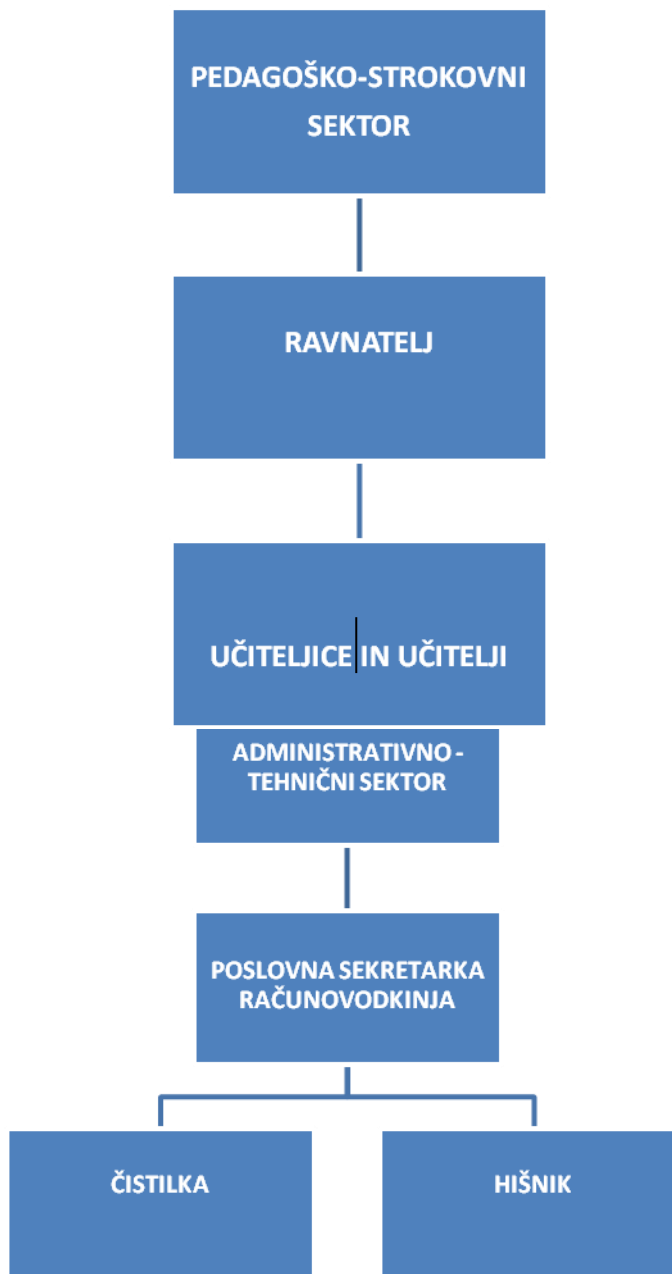 PEDAGOŠKO-STROKOVNI
SEKTOR
RAVNATELJ
UČITELJICE IN UČITELJI
ADMINISTRATIVNO -
TEHNIČNI SEKTOR
POSLOVNA SEKRETARKA
RAČUNOVODKINJA
ČISTILKA
HIŠNIK